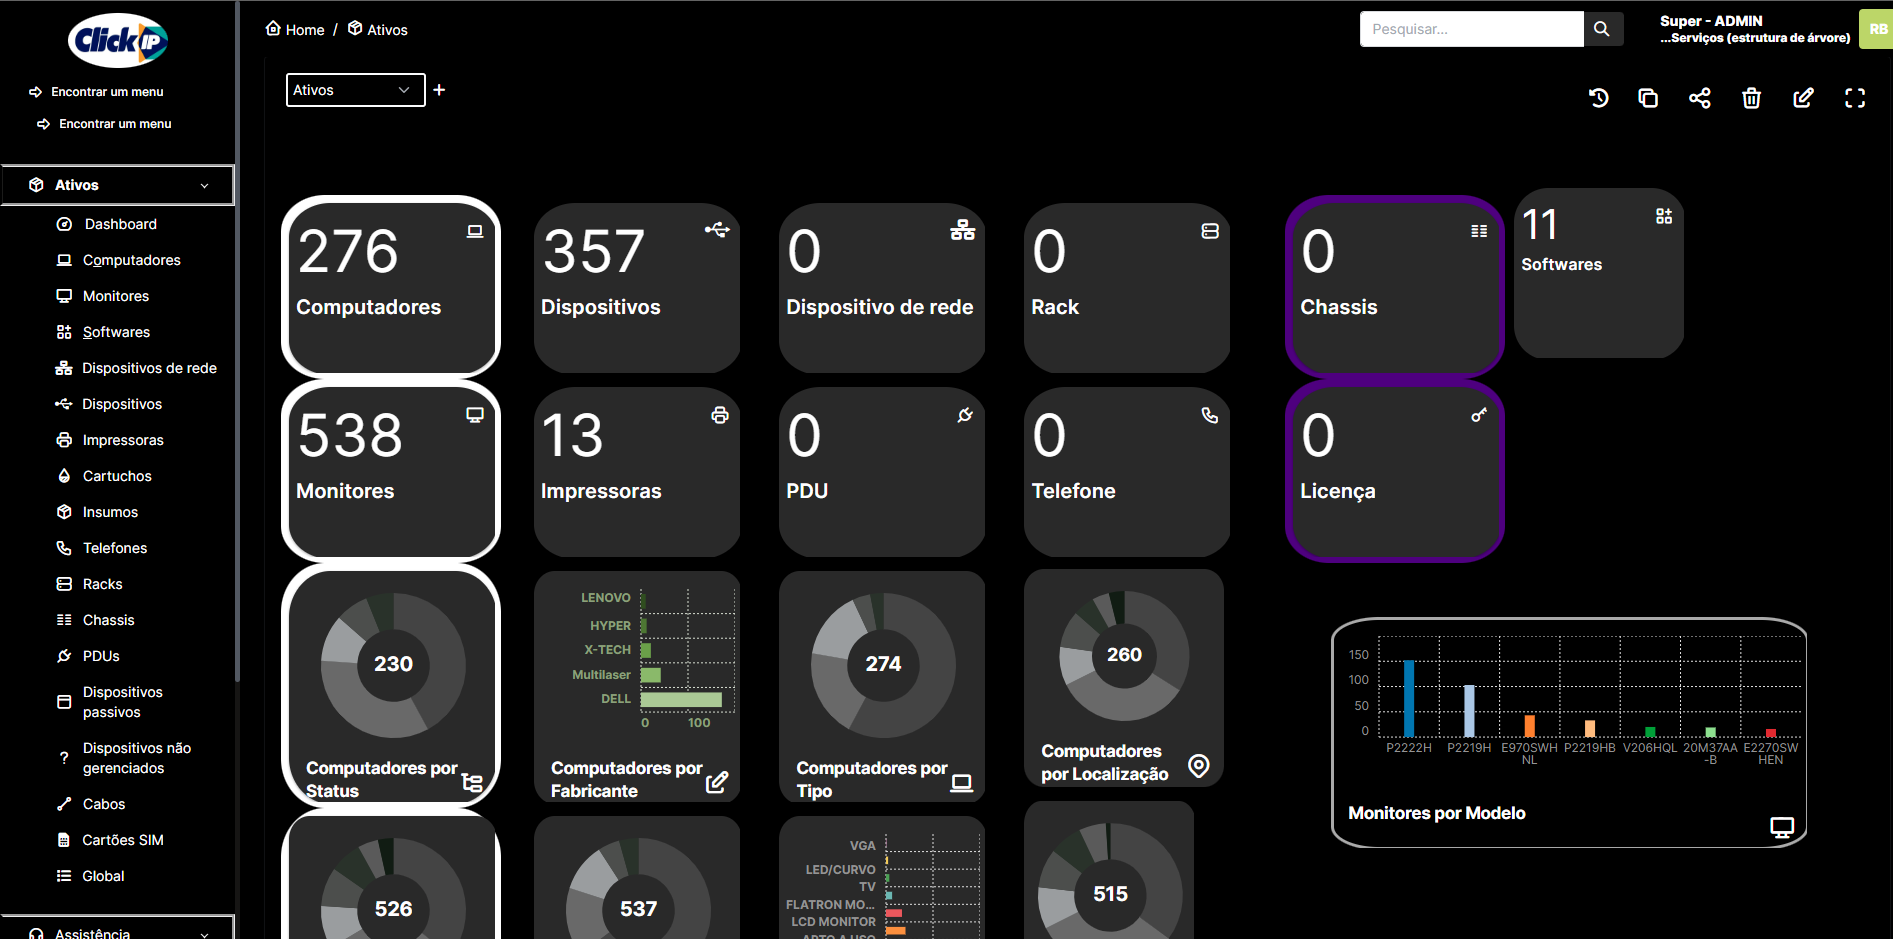 Click IP
Encontrar um menu
Encontrar um menu
Ativos
Dashboard
Computadores
Monitores
Softwares
Dispositivos de rede
Dispositivos
Impressoras
Cartuchos
Insumos
Telefones
Racks
Chassis
PDUs
Dispositivos
passivos
Dispositivos não
gerenciados
Cabos
Cartões SIM
Global
Assistência
Home / Ativos
Pesquisar...
Super - ADMIN
...Serviços (estrutura de árvore)
RB
Ativos
276
Computadores
357
Dispositivos
0
Dispositivo de rede
0
Rack
0
Chassis
11
Softwares
538
Monitores
13
Impressoras
0
PDU
0
Telefone
0
Licença
230
Computadores por
Status
LENOVO
HYPER
X-TECH
Multilaser
DELL
0 100
Computadores por
Fabricante
274
Computadores por
Tipo
260
Computadores
por Localização
150
100
50
0
P2222H P2219H E970SWH P2219HB V206HQL 20M37AA E2270SW
NL -B HEN
Monitores por Modelo
526
537
VGA
LED/CURVO
TV
FLATRON MO...
LCD MONITOR
515